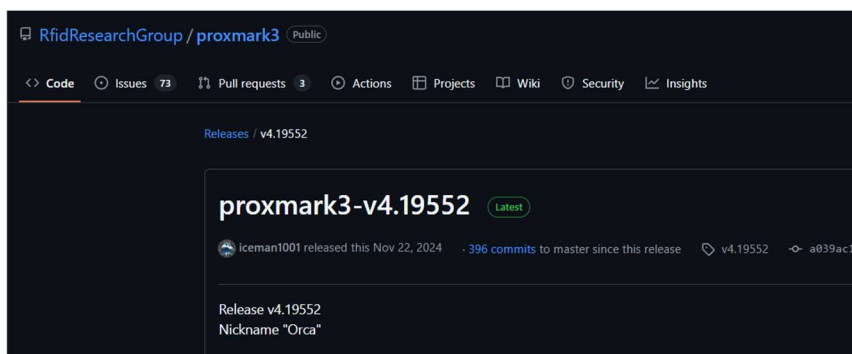 RfidResearchGroup / proxmark3 Public
Code Issues 73 Pull requests 3 Actions Projects Wiki Security Insights
Releases / v4.19552
proxmark3-v4.19552 Latest
iceman1001 released this Nov 22, 2024 · 396 commits to master since this release v4.19552
Release v4.19552
Nickname "Orca"